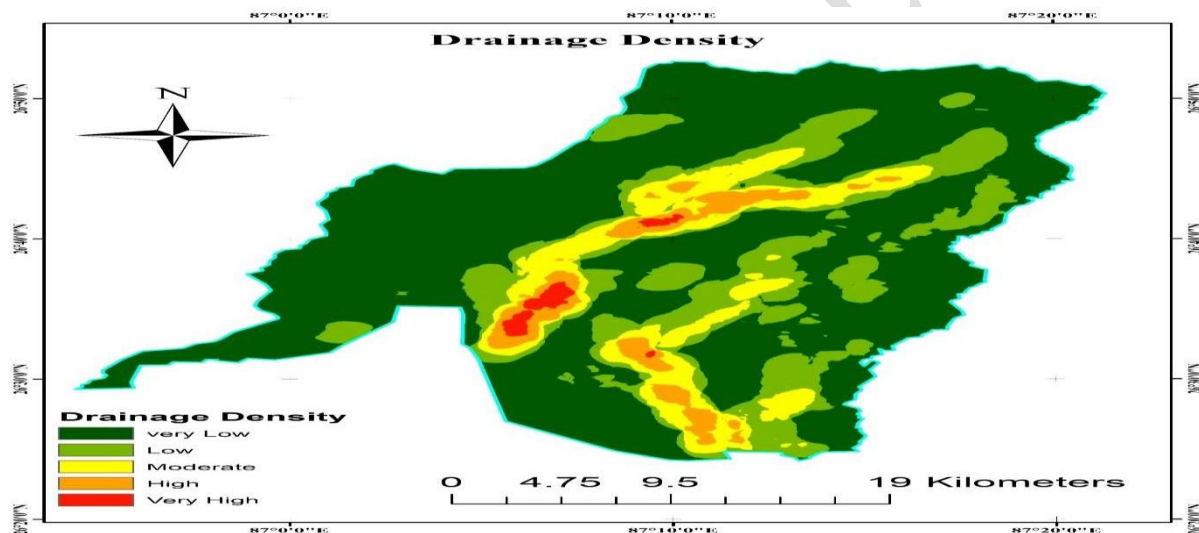 87°0'0"E 87°10'0"E 87°20'0"E
Drainage Density
N
Drainage Density
very Low
Low
Moderate
High
Very High
0 4.75 9.5 19 Kilometers
87°0'0"E 87°10'0"E 87°20'0"E